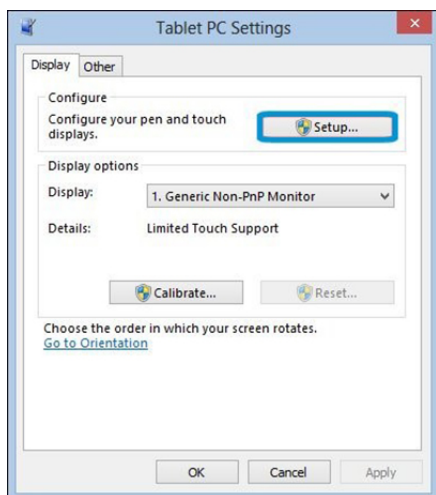 Tablet PC Settings
Display Other
Configure
Configure your pen and touch
displays.
Setup...
Display options
Display:
1. Generic Non-PnP Monitor
Details:
Limited Touch Support
Calibrate...
Reset...
Choose the order in which your screen rotates.
Go to Orientation
OK Cancel Apply